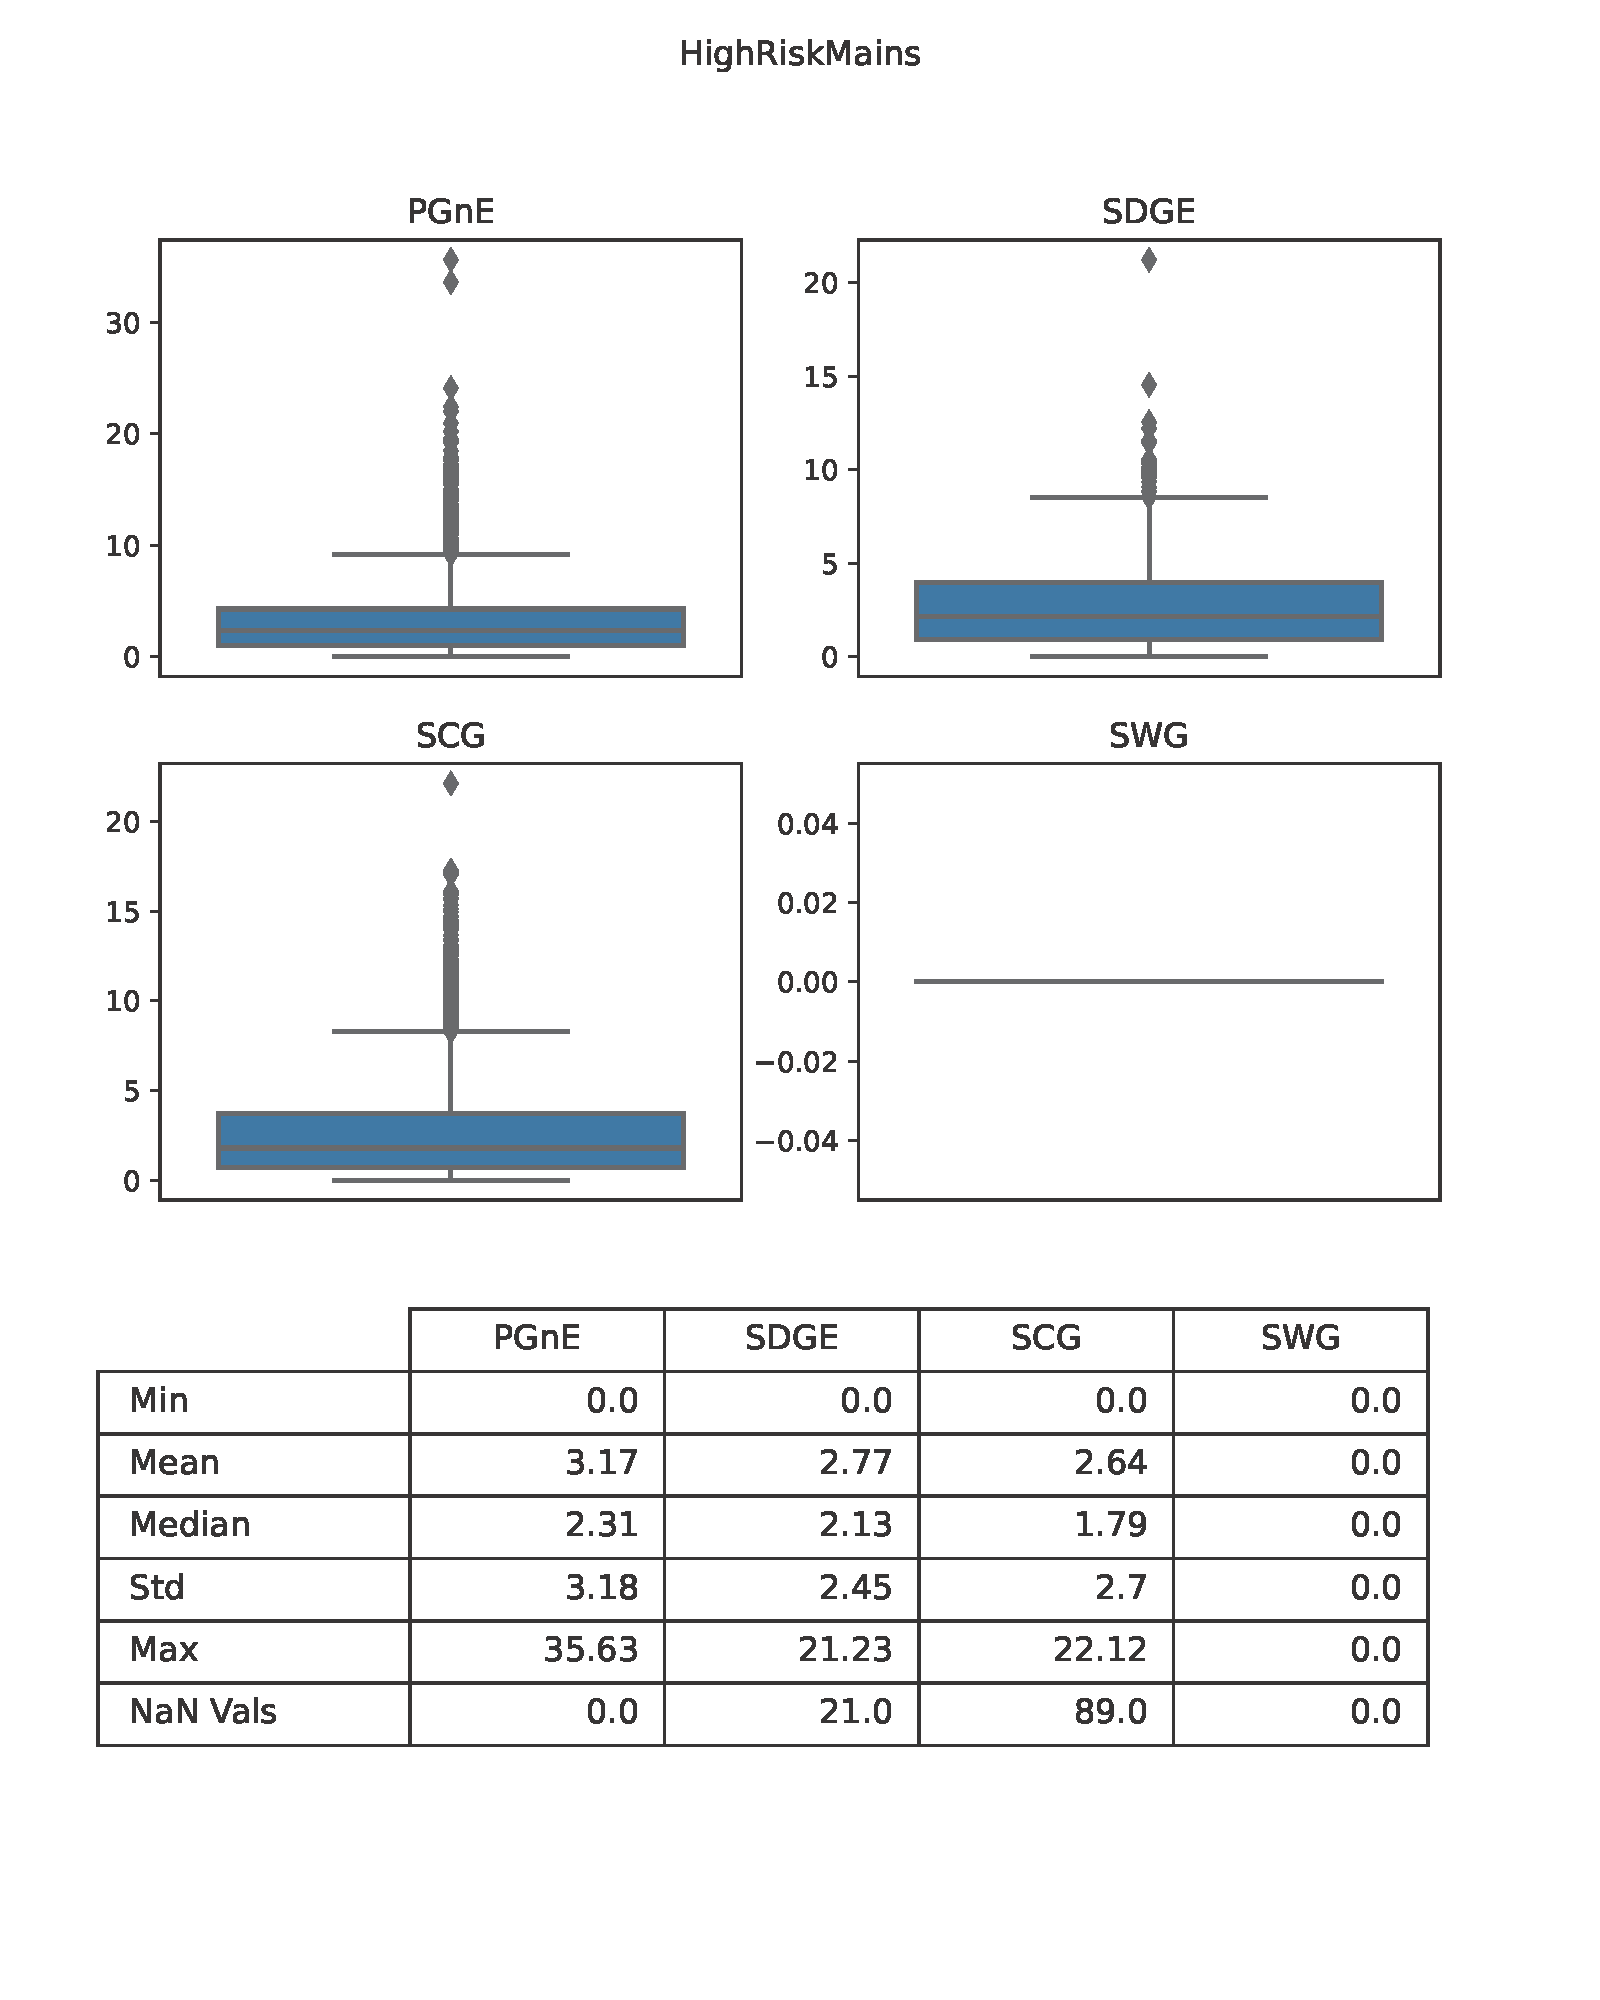 HighRiskMains
PGnE
30
20
10
0
SDGE
20
15
10
5
0
SCG
20
15
10
5
0
SWG
0.04
0.02
0.00
−0.02
−0.04
PGnE SDGE SCG SWG
Min 0.0 0.0 0.0 0.0
Mean 3.17 2.77 2.64 0.0
Median 2.31 2.13 1.79 0.0
Std 3.18 2.45 2.7 0.0
Max 35.63 21.23 22.12 0.0
NaN Vals 0.0 21.0 89.0 0.0